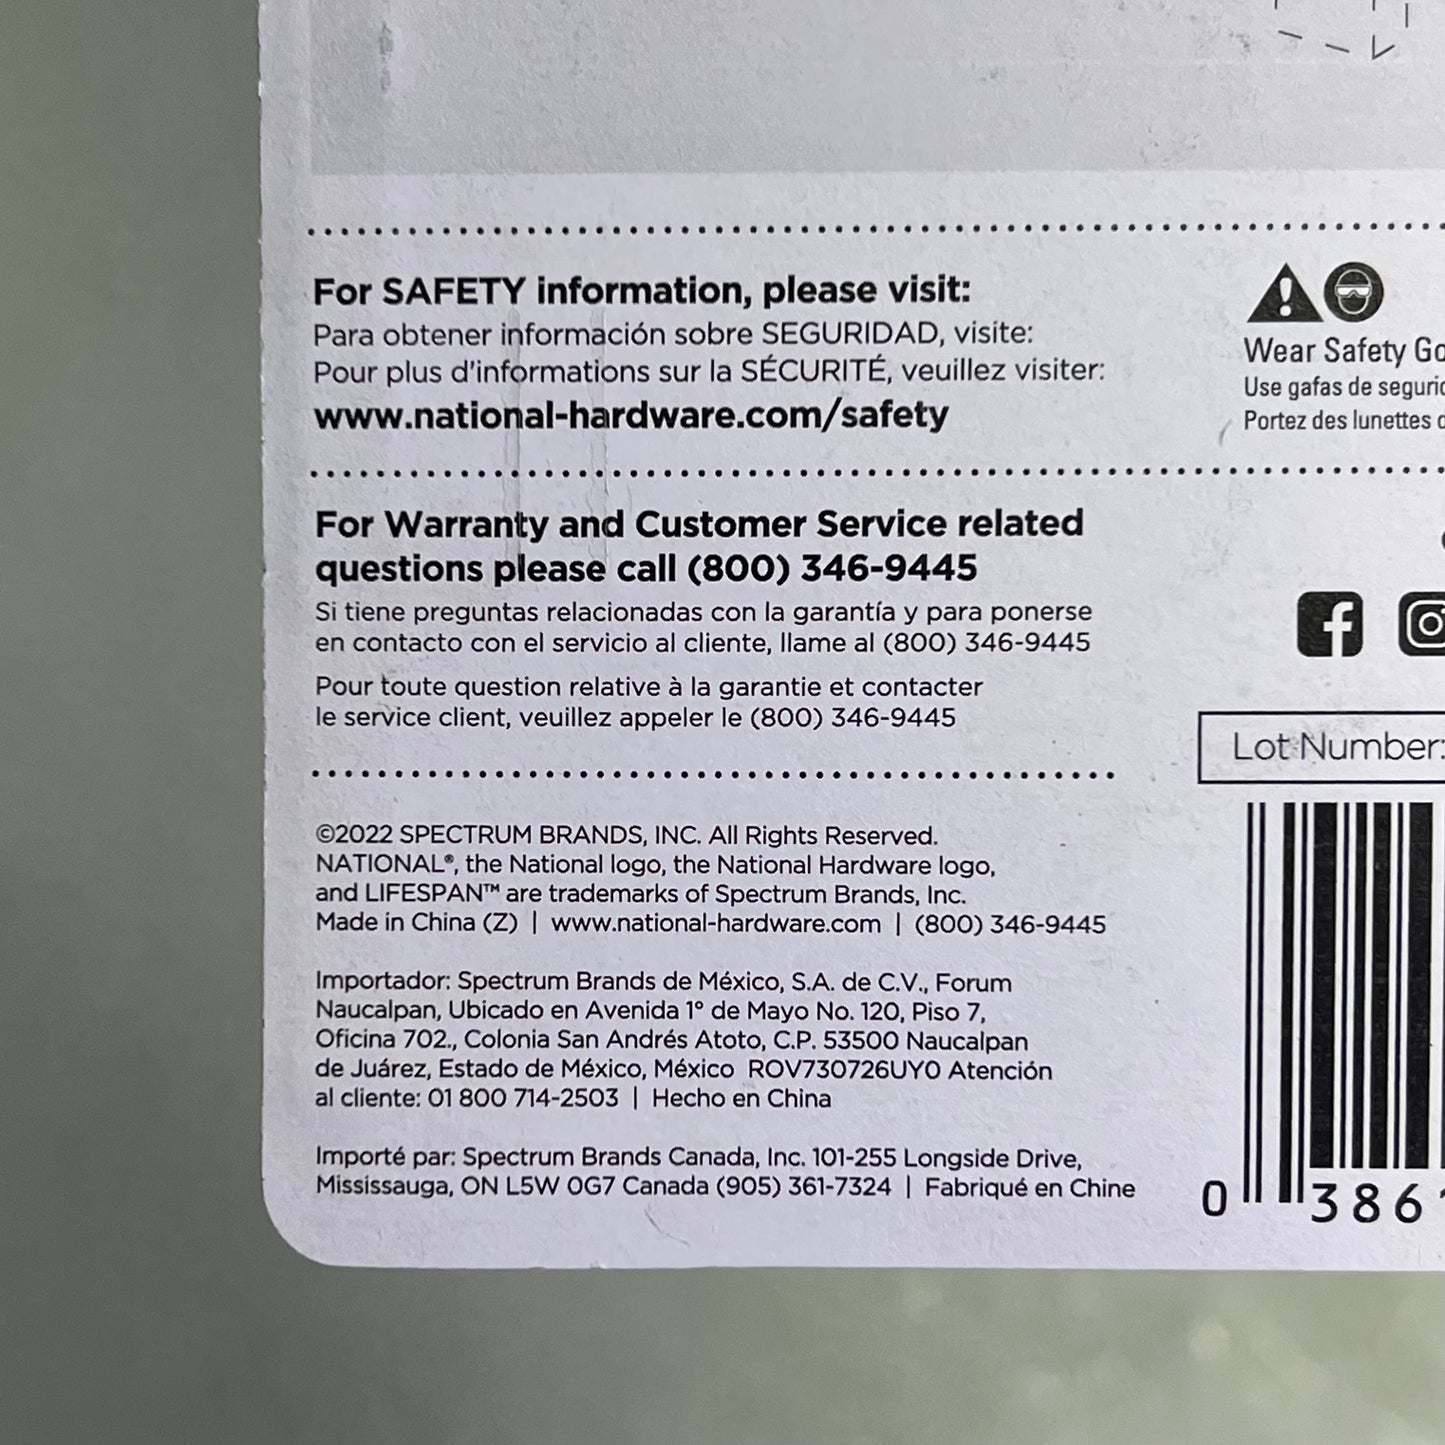 For SAFETY information, please visit:
Para obtener información sobre SEGURIDAD, visite:
Pour plus d'informations sur la SÉCURITÉ, veuillez visiter:
www.national-hardware.com/safety
Wear Safety
Use gafas de
Portez des lunettes
For Warranty and Customer Service related
questions please call (800) 346-9445
Si tiene preguntas relacionadas con la garantía y para ponerse
en contacto con el servicio al cliente, llame al (800) 346-9445
Pour toute question relative à la garantie et contacter
le service client, veuillez appeler le (800) 346-9445
Lot Number:
©2022 SPECTRUM BRANDS, INC. All Rights Reserved.
NATIONAL®, the National logo, the National Hardware logo,
and LIFESPAN™ are trademarks of Spectrum Brands, Inc.
Made in China (Z) | www.national-hardware.com | (800) 346-9445
Importador: Spectrum Brands de México, S.A. de C.V., Forum
Naucalpan, Ubicado en Avenida 1° de Mayo No. 120, Piso 7,
Oficina 702., Colonia San Andrés Atoto, C.P. 53500 Naucalpan
de Juárez, Estado de México, México ROV730726UY0 Atención
al cliente: 01 800 714-2503 | Hecho en China
Importé par: Spectrum Brands Canada, Inc. 101-255 Longside Drive,
Mississauga, ON L5W 0G7 Canada (905) 361-7324 | Fabriqué en Chine
0 386